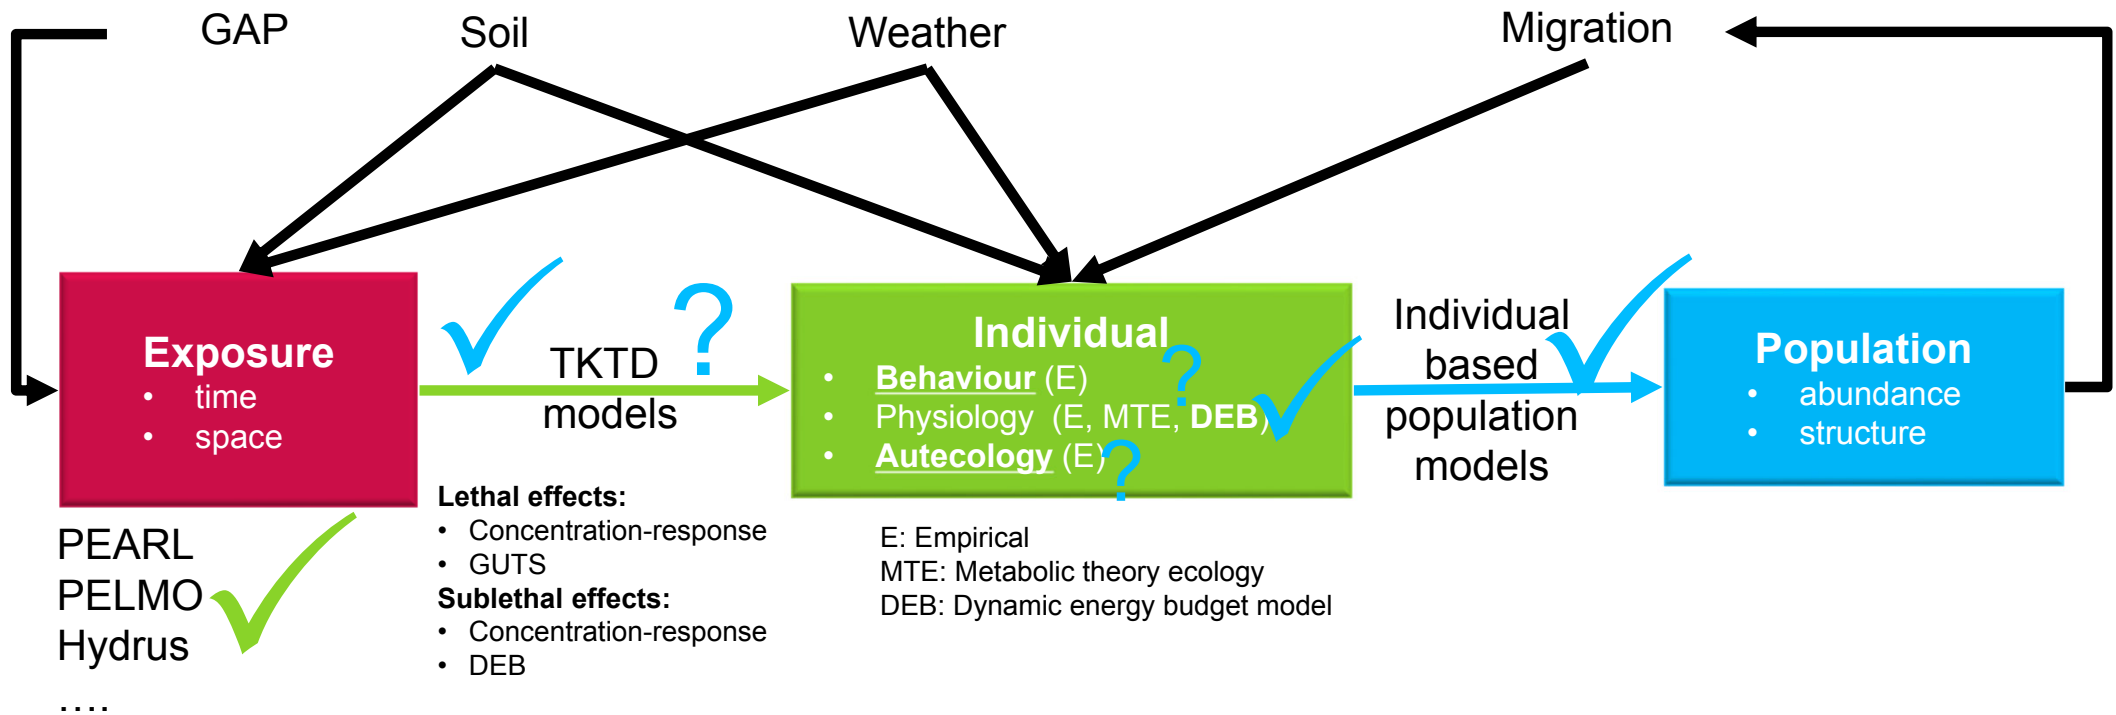 GAP
Soil
Weather
Migration
Exposure
• time
• space
TKTD
models
?
Individual
• Behaviour (E)
?
• Physiology (E, MTE, DEB)
• Autecology (E)
?
Individual
based
population
models
Population
• abundance
• structure
PEARL
PELMO
Hydrus
....
Lethal effects:
• Concentration-response
• GUTS
Sublethal effects:
• Concentration-response
• DEB
E: Empirical
MTE: Metabolic theory ecology
DEB: Dynamic energy budget model